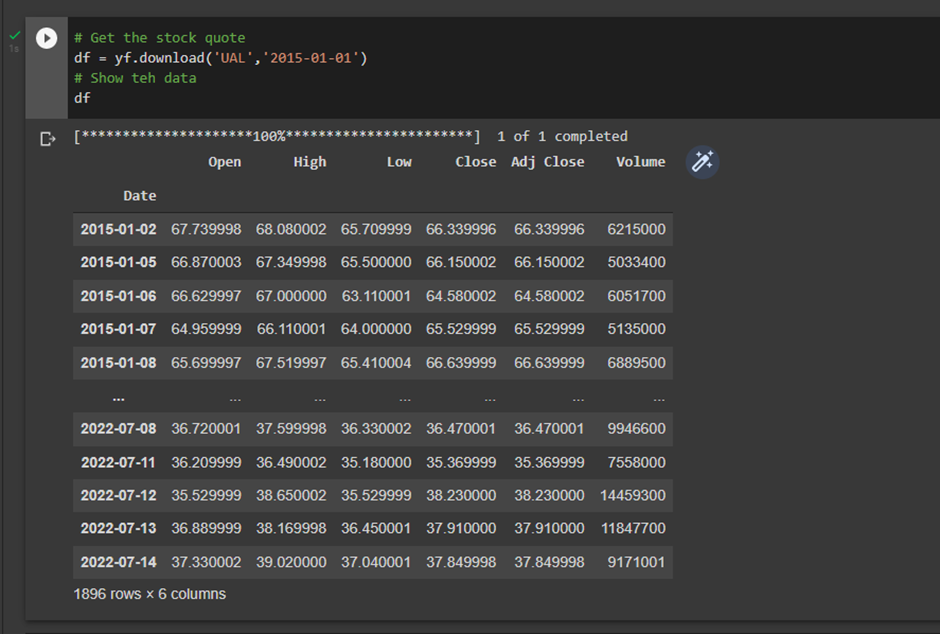 1s
# Get the stock quote
df = yf.download('UAL','2015-01-01')
# Show teh data
df
[*********************100%***********************] 1 of 1 completed
Open High Low Close Adj Close Volume
Date
2015-01-02 67.739998 68.080002 65.709999 66.339996 66.339996 6215000
2015-01-05 66.870003 67.349998 65.500000 66.150002 66.150002 5033400
2015-01-06 66.629997 67.000000 63.110001 64.580002 64.580002 6051700
2015-01-07 64.959999 66.110001 64.000000 65.529999 65.529999 5135000
2015-01-08 65.699997 67.519997 65.410004 66.639999 66.639999 6889500
... ... ... ... ... ... ...
2022-07-08 36.720001 37.599998 36.330002 36.470001 36.470001 9946600
2022-07-11 36.209999 36.490002 35.180000 35.369999 35.369999 7558000
2022-07-12 35.529999 38.650002 35.529999 38.230000 38.230000 14459300
2022-07-13 36.889999 38.169998 36.450001 37.910000 37.910000 11847700
2022-07-14 37.330002 39.020000 37.040001 37.849998 37.849998 9171001
1896 rows × 6 columns